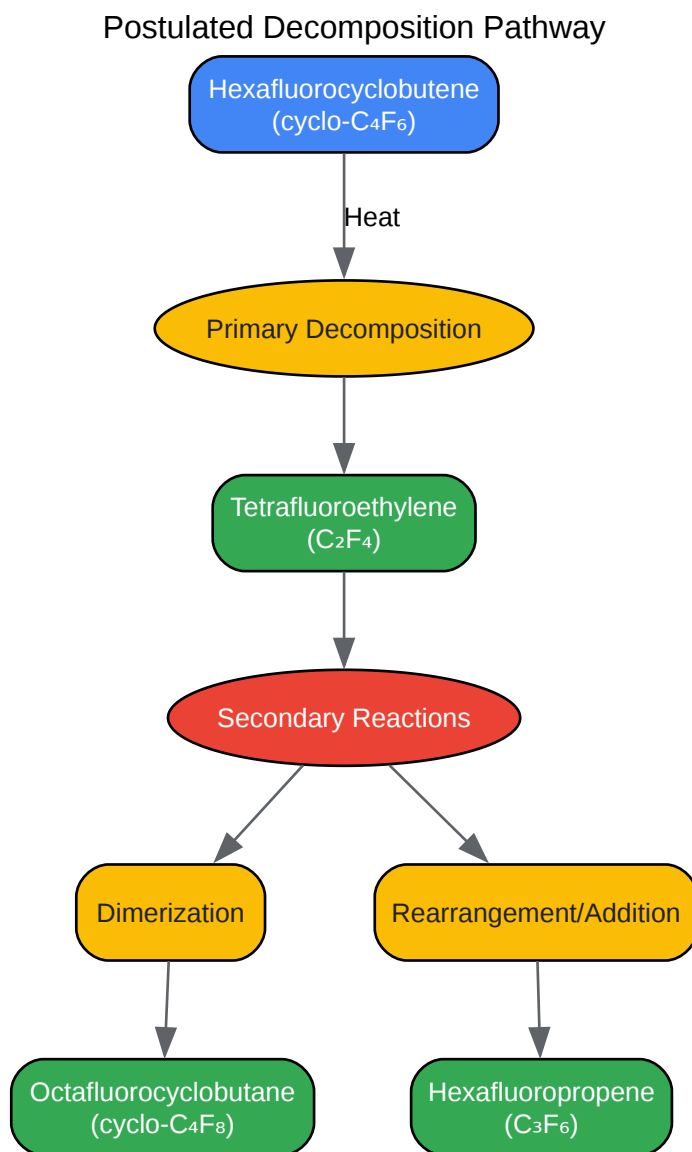 Postulated Decomposition Pathway
Hexafluorocyclobutene
(cyclo-C₄F₆)
Heat
Primary Decomposition
Tetrafluoroethylene
(C₂F₄)
Secondary Reactions
Dimerization
Rearrangement/Addition
Octafluorocyclobutane
(cyclo-C₄F₈)
Hexafluoropropene
(C₃F₆)